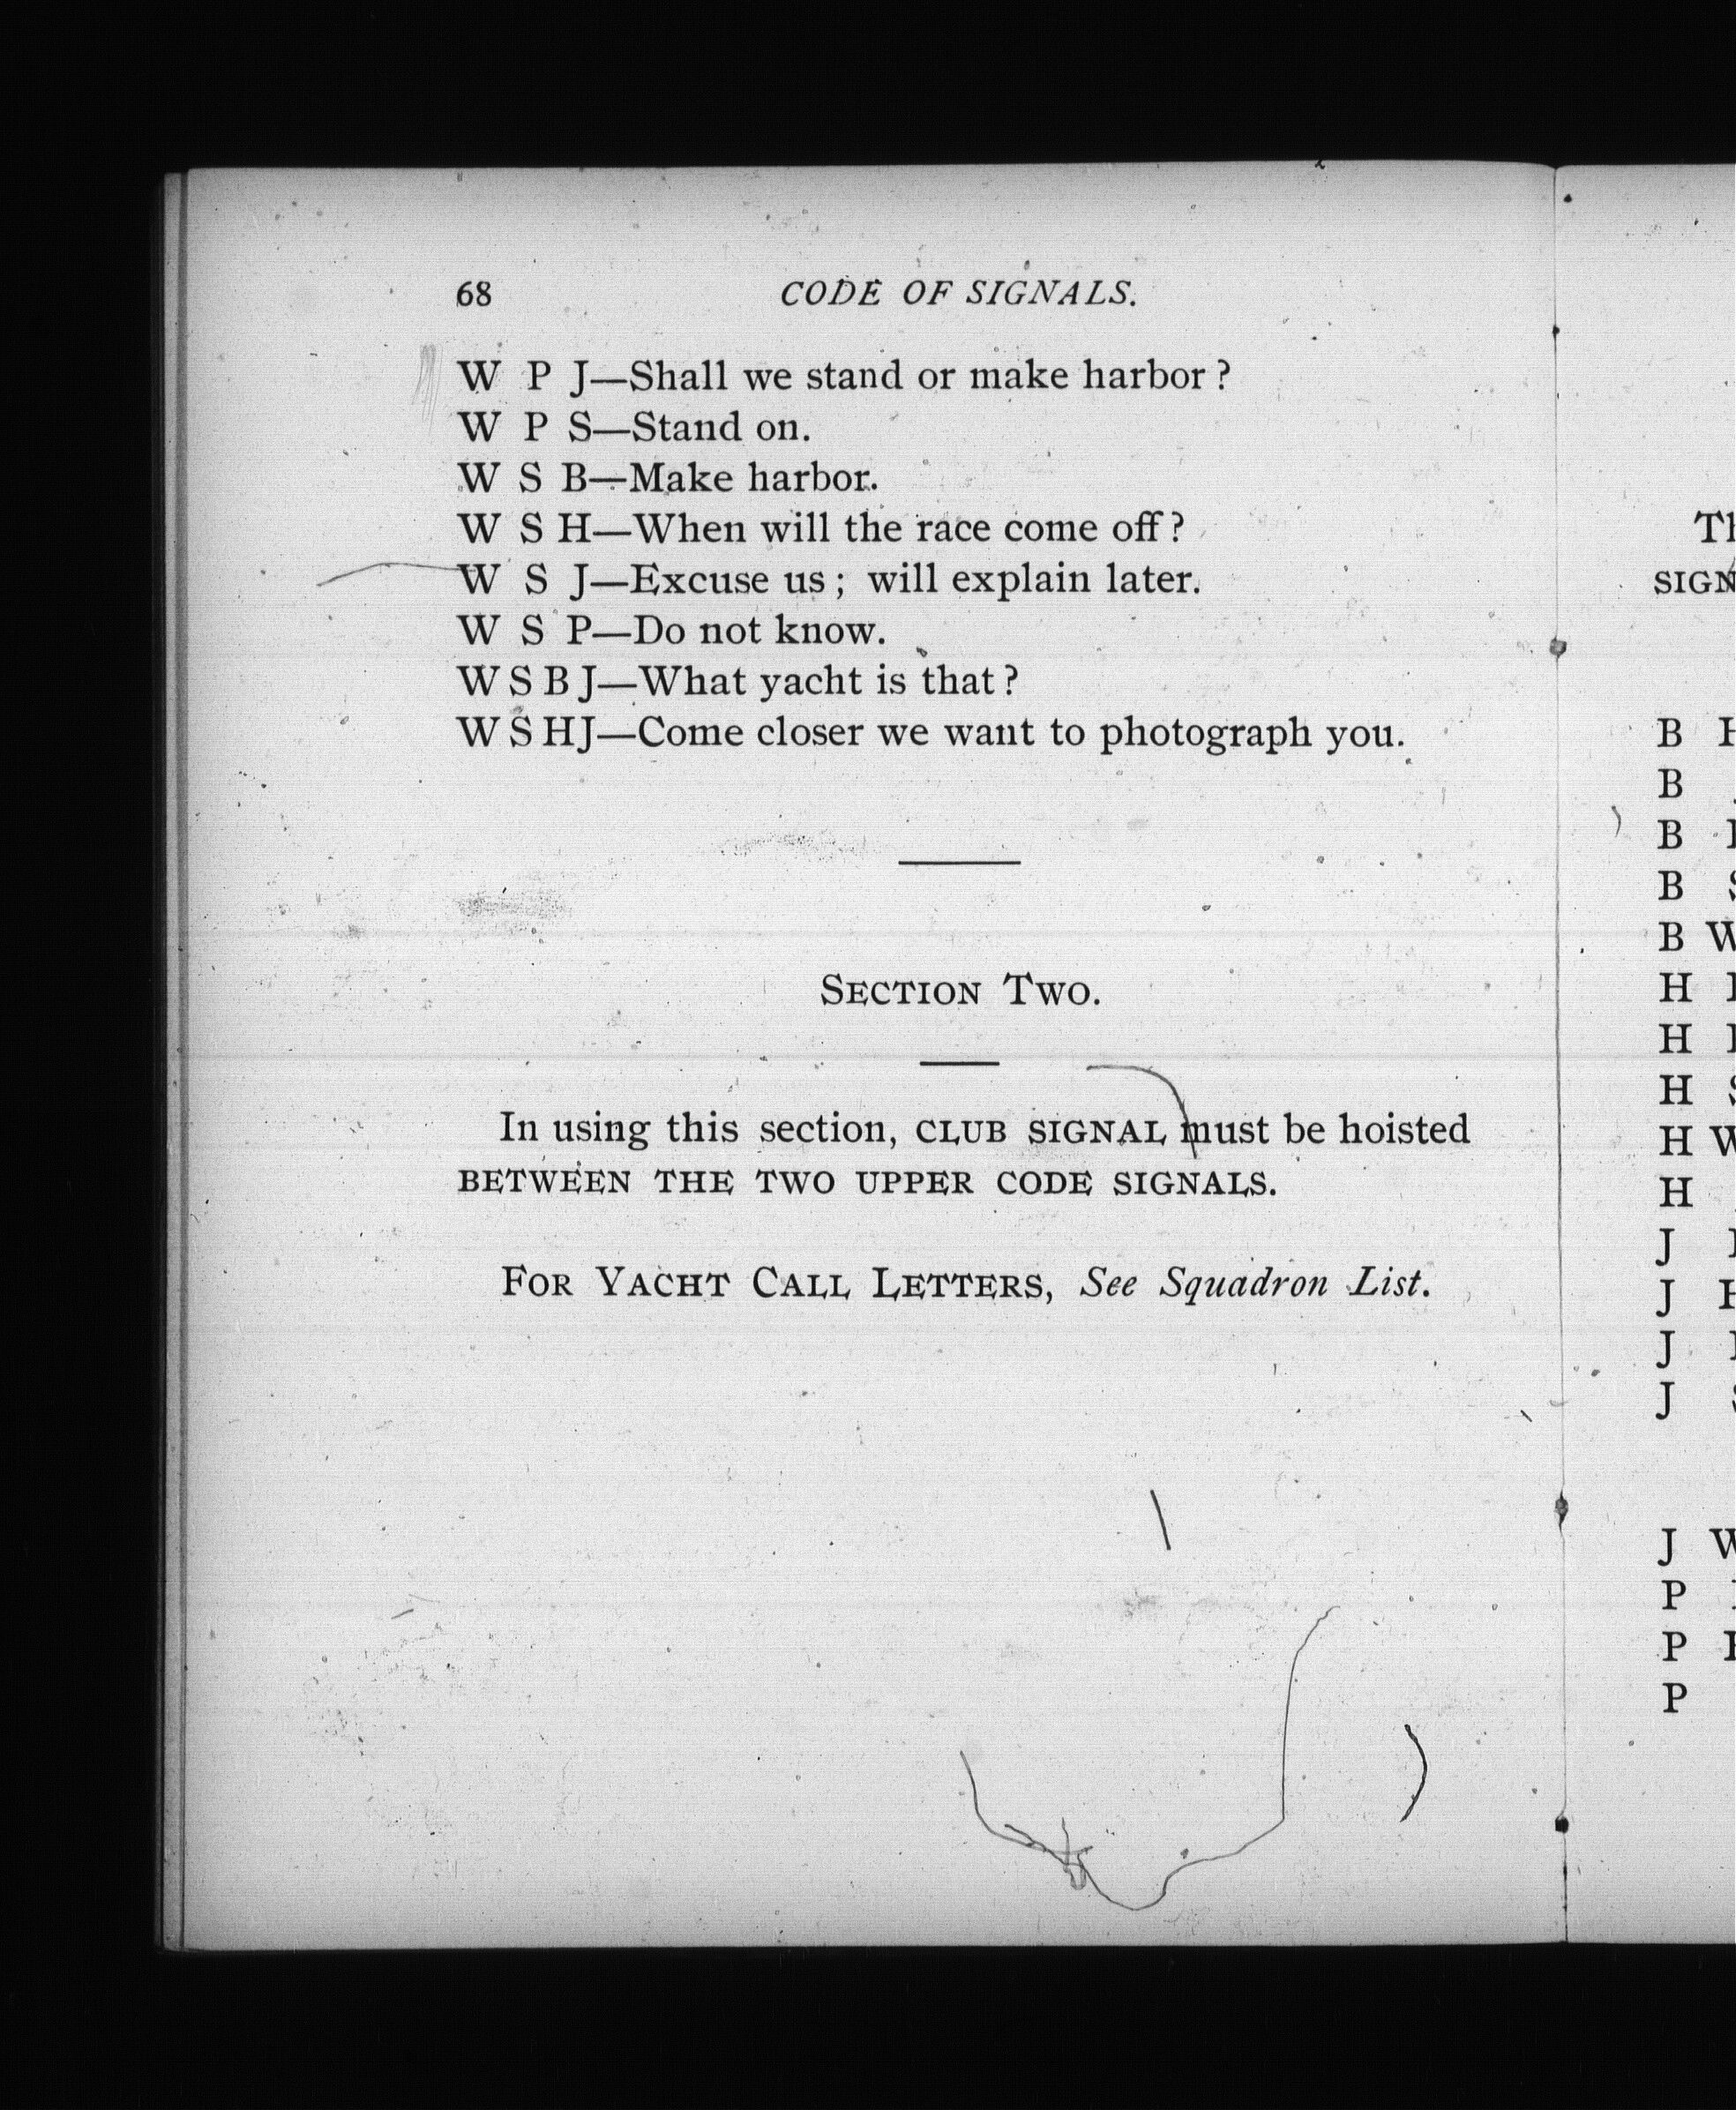 68 CODE OF SIGNALS.
W P J—Shall we stand or make harbor?
W P S—Stand on.
W S B—Make harbor.
W S H—When will the race come off?
W S J—Excuse us; will explain later.
W S P—Do not know.
W S B J—What yacht is that?
W S H J—Come closer we want to photograph you.
SECTION TWO.
In using this section, CLUB SIGNAL must be hoisted
BETWEEN THE TWO UPPER CODE SIGNALS.
FOR YACHT CALL LETTERS, See Squadron List.
B
B
B
B
B W
H
H
H
H W
H
J
J
J
J
J W
P
P
P